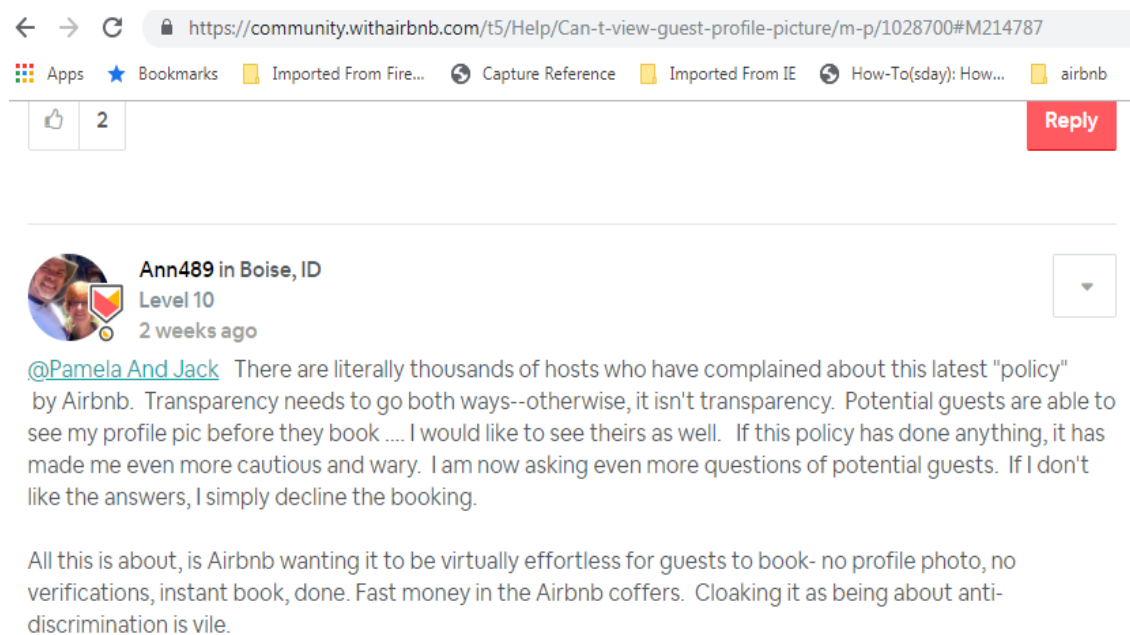 https://community.withairbnb.com/t5/Help/Can-t-view-guest-profile-picture/m-p/1028700#M214787
Apps Bookmarks Imported From Fire... Capture Reference Imported From IE How-To(sday): How... airbnb
2 Reply
Ann489 in Boise, ID
Level 10
2 weeks ago
@Pamela And Jack There are literally thousands of hosts who have complained about this latest "policy"
by Airbnb. Transparency needs to go both ways--otherwise, it isn't transparency. Potential guests are able to
see my profile pic before they book .... I would like to see theirs as well. If this policy has done anything, it has
made me even more cautious and wary. I am now asking even more questions of potential guests. If I don't
like the answers, I simply decline the booking.
All this is about, is Airbnb wanting it to be virtually effortless for guests to book- no profile photo, no
verifications, instant book, done. Fast money in the Airbnb coffers. Cloaking it as being about anti-
discrimination is vile.